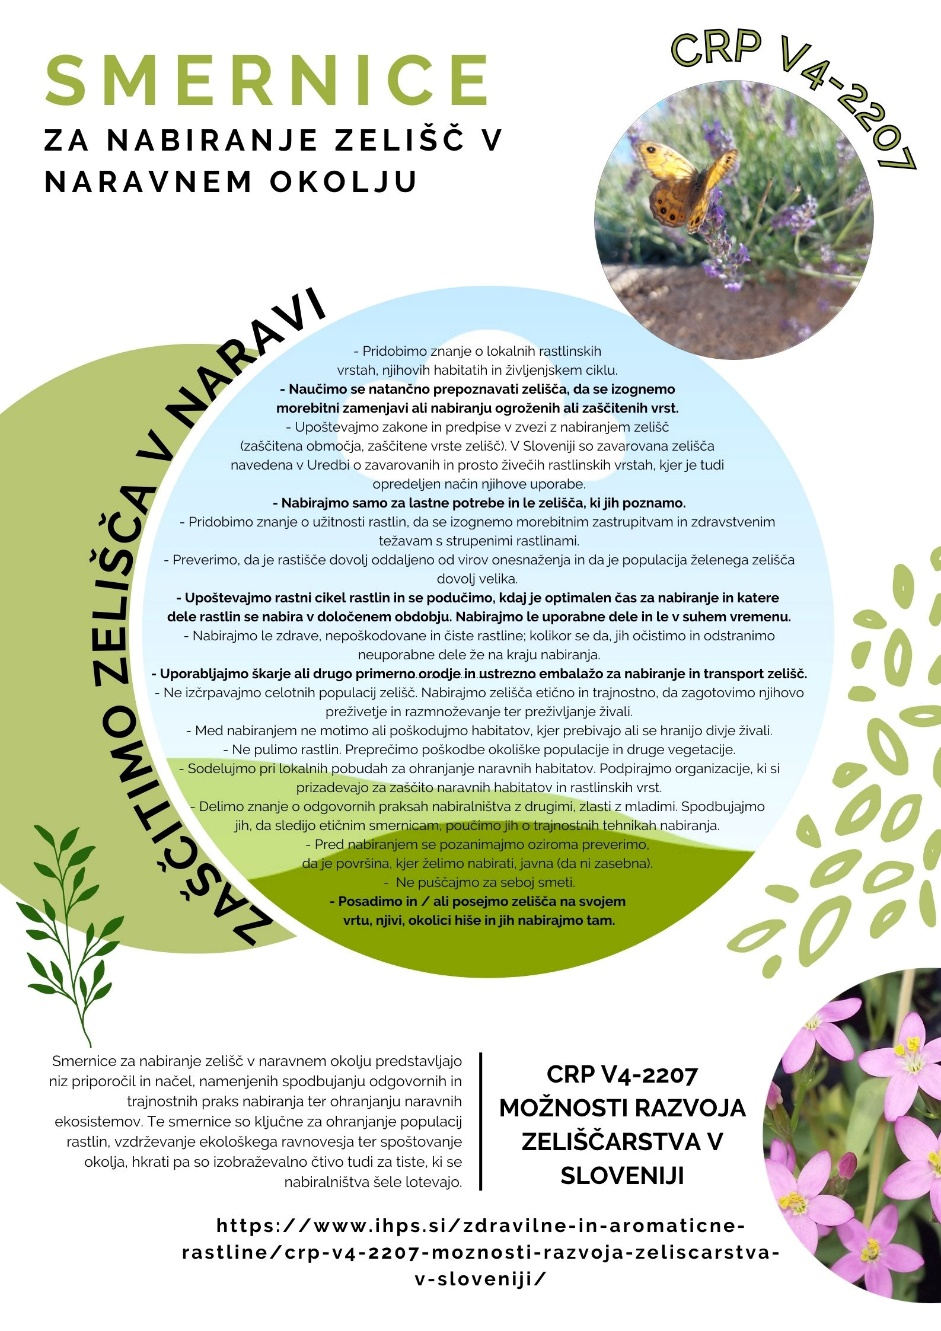 SMERNICE
ZA NABIRANJE ZELIŠČ V
NARAVNEM OKOLJU
CRP V4-2207
ZAŠČITIMO ZELIŠČA V NARAVI
- Pridobimo znanje o lokalnih rastlinskih
vrstah, njihovih habitatih in življenjskem ciklu.
- Naučimo se natančno prepoznavati zelišča, da se izognemo
morebitni zamenjavi ali nabiranju ogroženih ali zaščitenih vrst.
- Upoštevajmo zakone in predpise v zvezi z nabiranjem zelišč
(zaščitena območja, zaščitene vrste zelišč). V Sloveniji so zavarovana zelišča
navedena v Uredbi o zavarovanih in prosto živečih rastlinskih vrstah, kjer je tudi
opredeljen način njihove uporabe.
- Nabirajmo samo za lastne potrebe in le zelišča, ki jih poznamo.
- Pridobimo znanje o užitnosti rastlin, da se izognemo morebitnim zastrupitvam in zdravstvenim
težavam s strupenimi rastlinami.
- Preverimo, da je rastišče dovolj oddaljeno od virov onesnaženja in da je populacija želenega zelišča
dovolj velika.
- Upoštevajmo rastni cikel rastlin in se podučimo, kdaj je optimalen čas za nabiranje in katere
dele rastlin se nabira v določenem obdobju. Nabirajmo le uporabne dele in le v suhem vremenu.
- Nabirajmo le zdrave, nepoškodovane in čiste rastline; kolikor se da, jih očistimo in odstranimo
neuporabne dele že na kraju nabiranja.
- Uporabljajmo škarje ali drugo primerno orodje in ustrezno embalažo za nabiranje in transport zelišč.
- Ne izčrpavajmo celotnih populacij zelišč. Nabirajmo zelišča etično in trajnostno, da zagotovimo njihovo
preživetje in razmnoževanje ter preživljanje živali.
- Med nabiranjem ne motimo ali poškodujmo habitatov, kjer prebivajo ali se hranijo divje živali.
- Ne pulimo rastlin. Preprečimo poškodbe okoliške populacije in druge vegetacije.
- Sodelujmo pri lokalnih pobudah za ohranjanje naravnih habitatov. Podpirajmo organizacije, ki si
prizadevajo za zaščito naravnih habitatov in rastlinskih vrst.
- Delimo znanje o odgovornih praksah nabiralništva z drugimi, zlasti z mladimi. Spodbujajmo
jih, da sledijo etičnim smernicam, poučimo jih o trajnostnih tehnikah nabiranja.
- Pred nabiranjem se pozanimajmo oziroma preverimo,
da je površina, kjer želimo nabirati, javna (da ni zasebna).
- Ne puščajmo za seboj smeti.
- Posadimo in / ali posejmo zelišča na svojem
vrtu, njivi, okolici hiše in jih nabirajmo tam.
Smernice za nabiranje zelišč v naravnem okolju predstavljajo
niz priporočil in načel, namenjenih spodbujanju odgovornih in
trajnostnih praks nabiranja ter ohranjanju naravnih
ekosistemov. Te smernice so ključne za ohranjanje populacij
rastlin, vzdrževanje ekološkega ravnovesja ter spoštovanje
okolja, hkrati pa so izobraževalno čtivo tudi za tiste, ki se
nabiralništva šele lotevajo.
CRP V4-2207
MOŽNOSTI RAZVOJA
ZELIŠČARSTVA V
SLOVENIJI
https://www.ihps.si/zdravilne-in-aromaticne-
rastline/crp-v4-2207-moznosti-razvoja-zeliscarstva-
v-sloveniji/